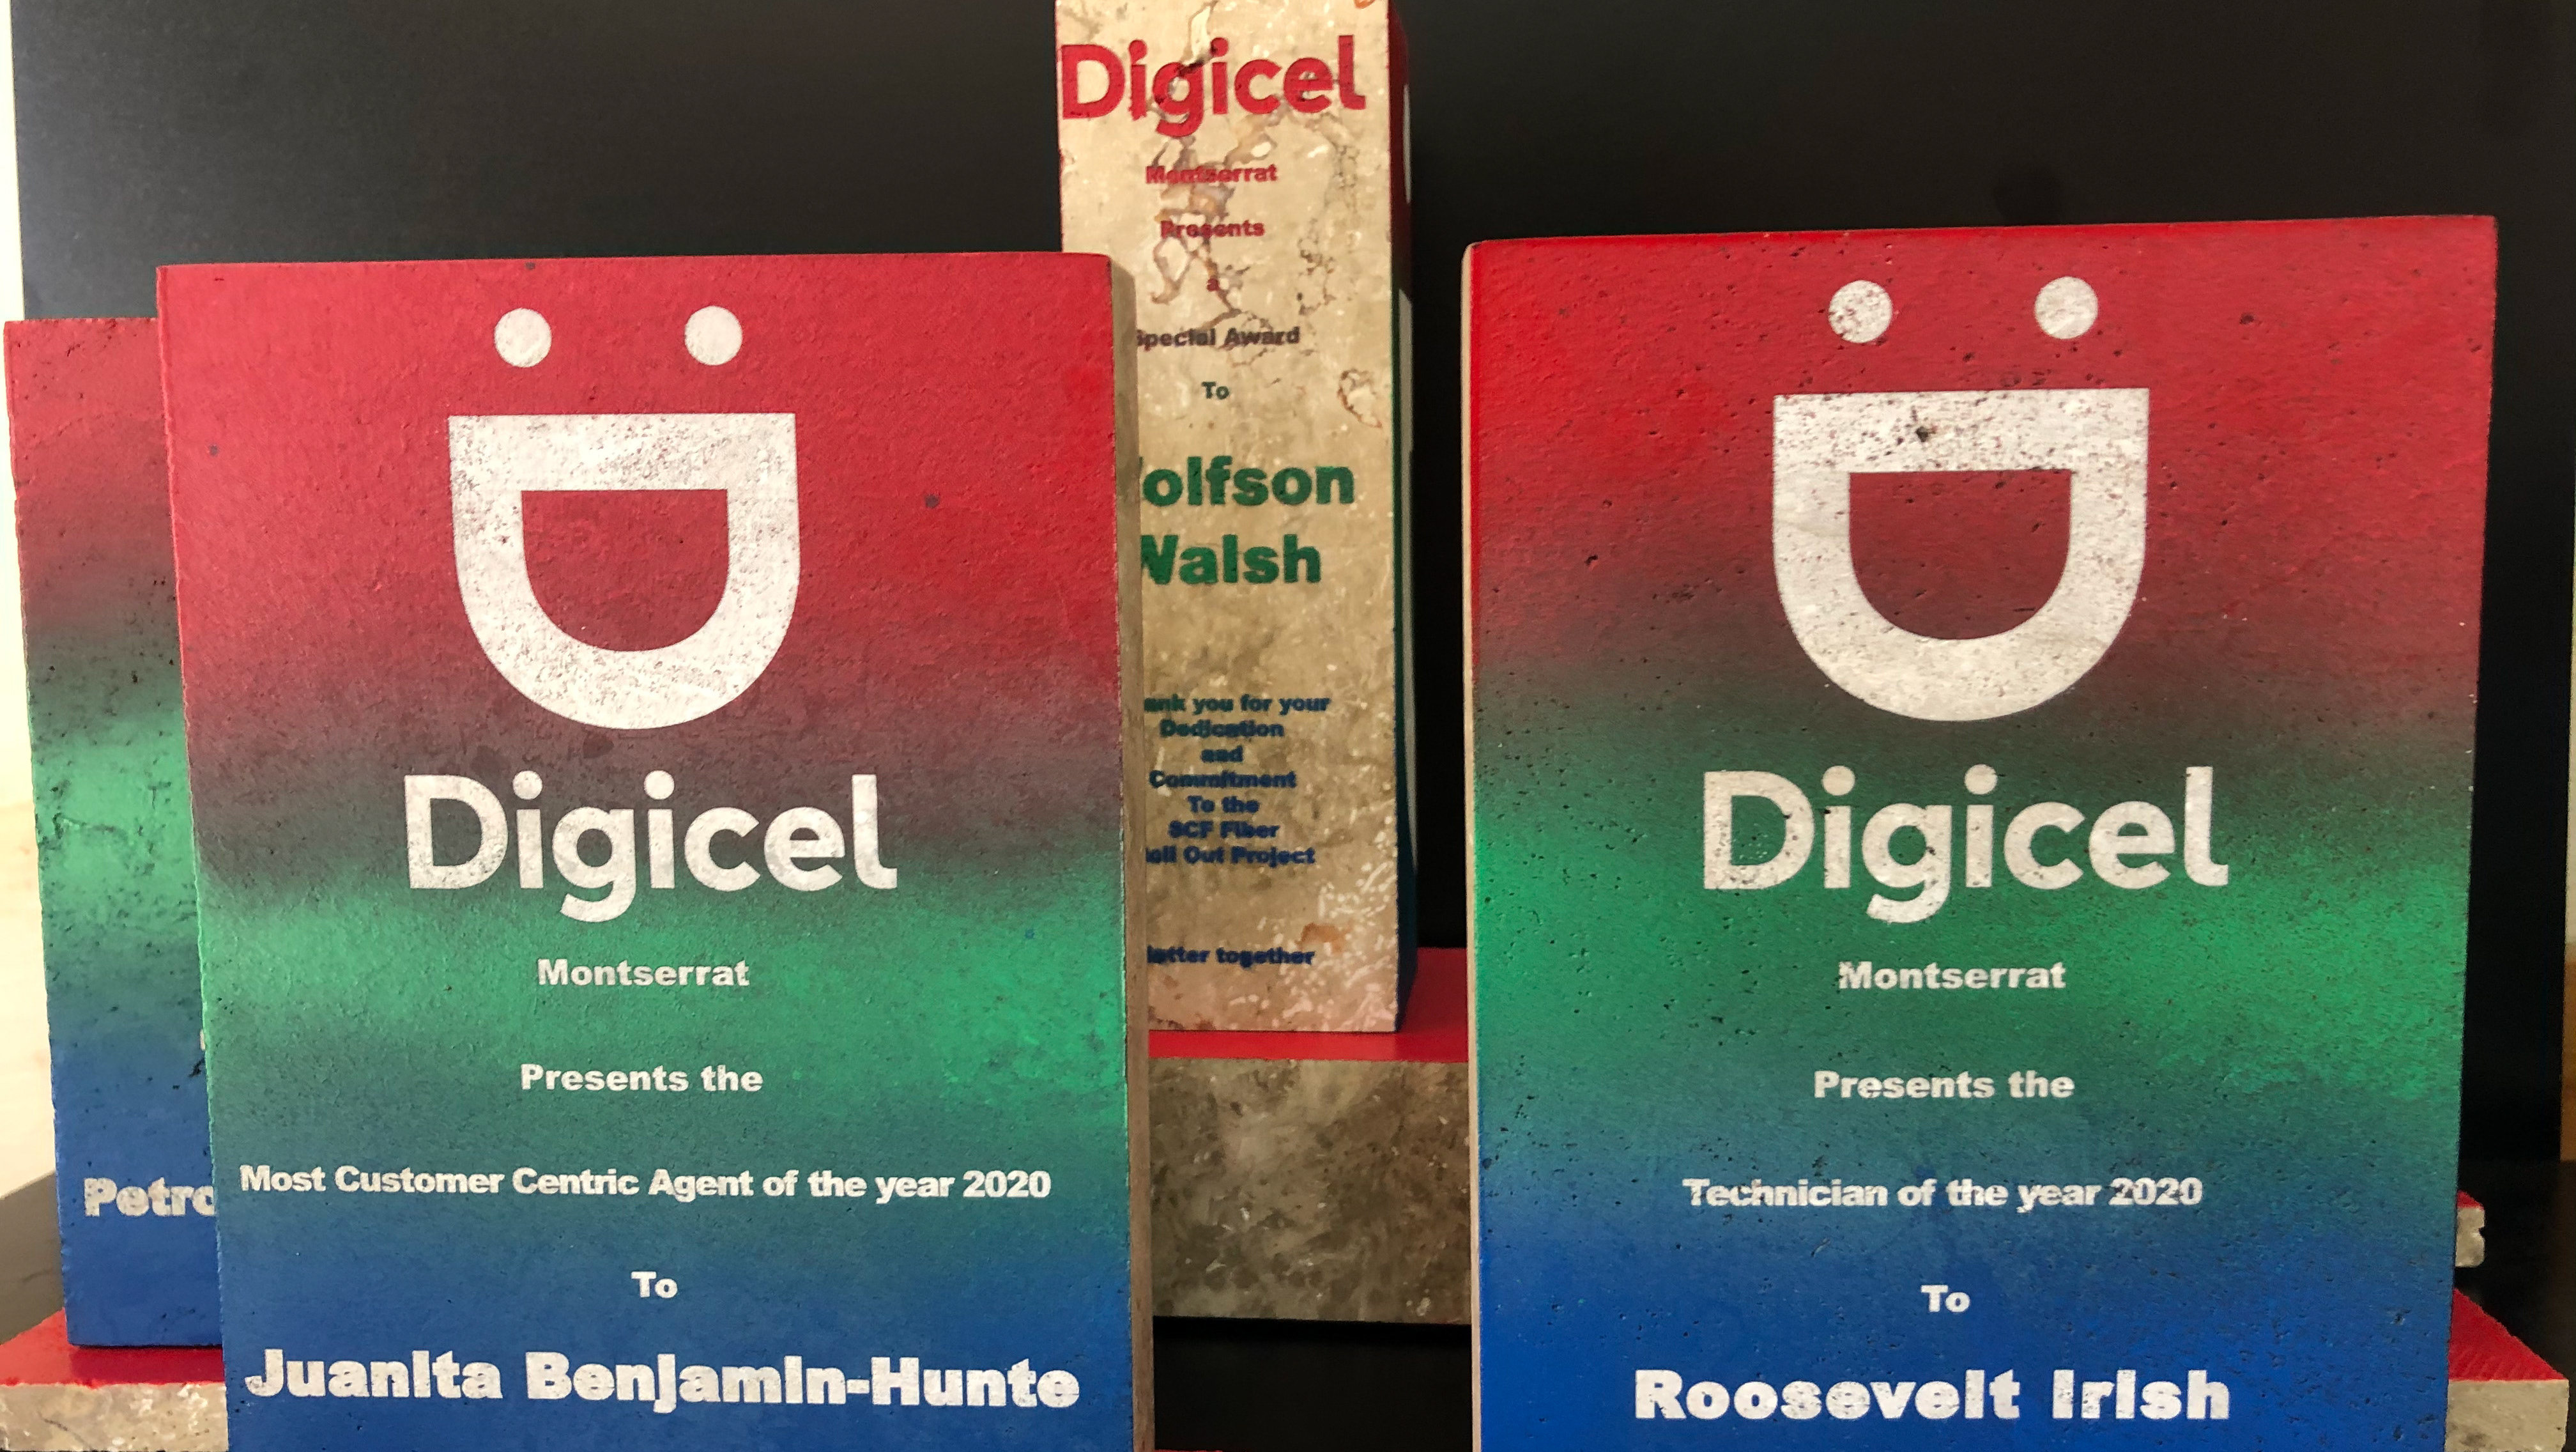 Digicel
Montserrat
Presents
a
Special Award
To
olfson
Walsh
ank you for your
Dedication
and
Commitment
To the
SCF Fiber
oll Out Project
etter together
Petro
Digicel
Montserrat
Presents the
Most Customer Centric Agent of the year 2020
To
Juanita Benjamin-Hunte
Digicel
Montserrat
Presents the
Technician of the year 2020
To
Roosevelt Irish